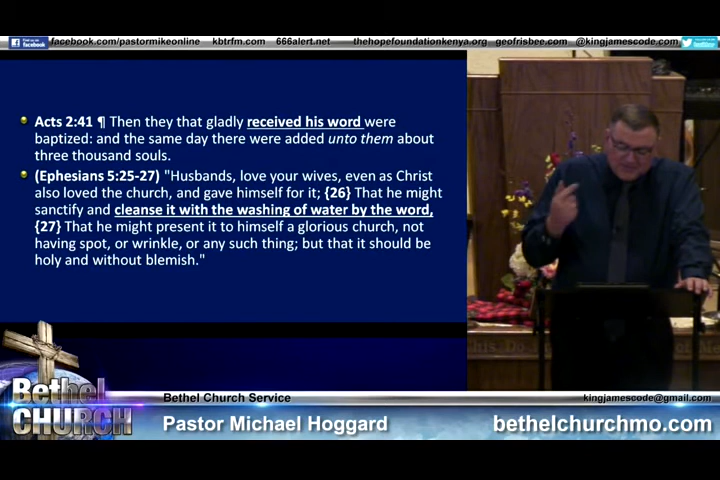 Find us on facebook
facebook.com/pastormikeonline kbtrfm.com 666alert.net thehopefoundationkenya.org geofrisbee.com @kingjamescode.com
Acts 2:41 ¶ Then they that gladly received his word were
baptized: and the same day there were added unto them about
three thousand souls.
(Ephesians 5:25-27) "Husbands, love your wives, even as Christ
also loved the church, and gave himself for it; {26} That he might
sanctify and cleanse it with the washing of water by the word,
{27} That he might present it to himself a glorious church, not
having spot, or wrinkle, or any such thing; but that it should be
holy and without blemish."
Bethel
CHURCH
Bethel Church Service
kingjamescode@gmail.com
Pastor Michael Hoggard
bethelchurchmo.com